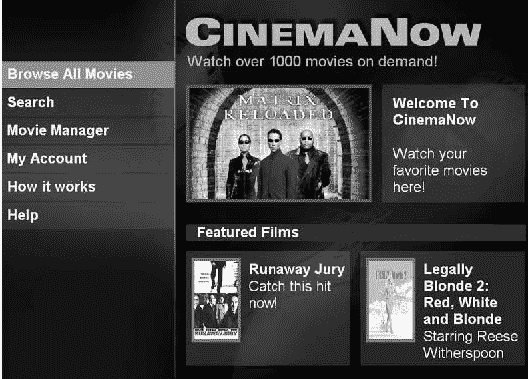 CINEMANOW
Watch over 1000 movies on demand!
Browse All Movies
Search
Movie Manager
My Account
How it works
Help
MATRIX
RELOADED
Welcome To
CinemaNow
Watch your
favorite movies
here!
Featured Films
Runaway Jury
Catch this hit
now!
Legally
Blonde 2:
Red, White
and Blonde
Starring Reese
Witherspoon